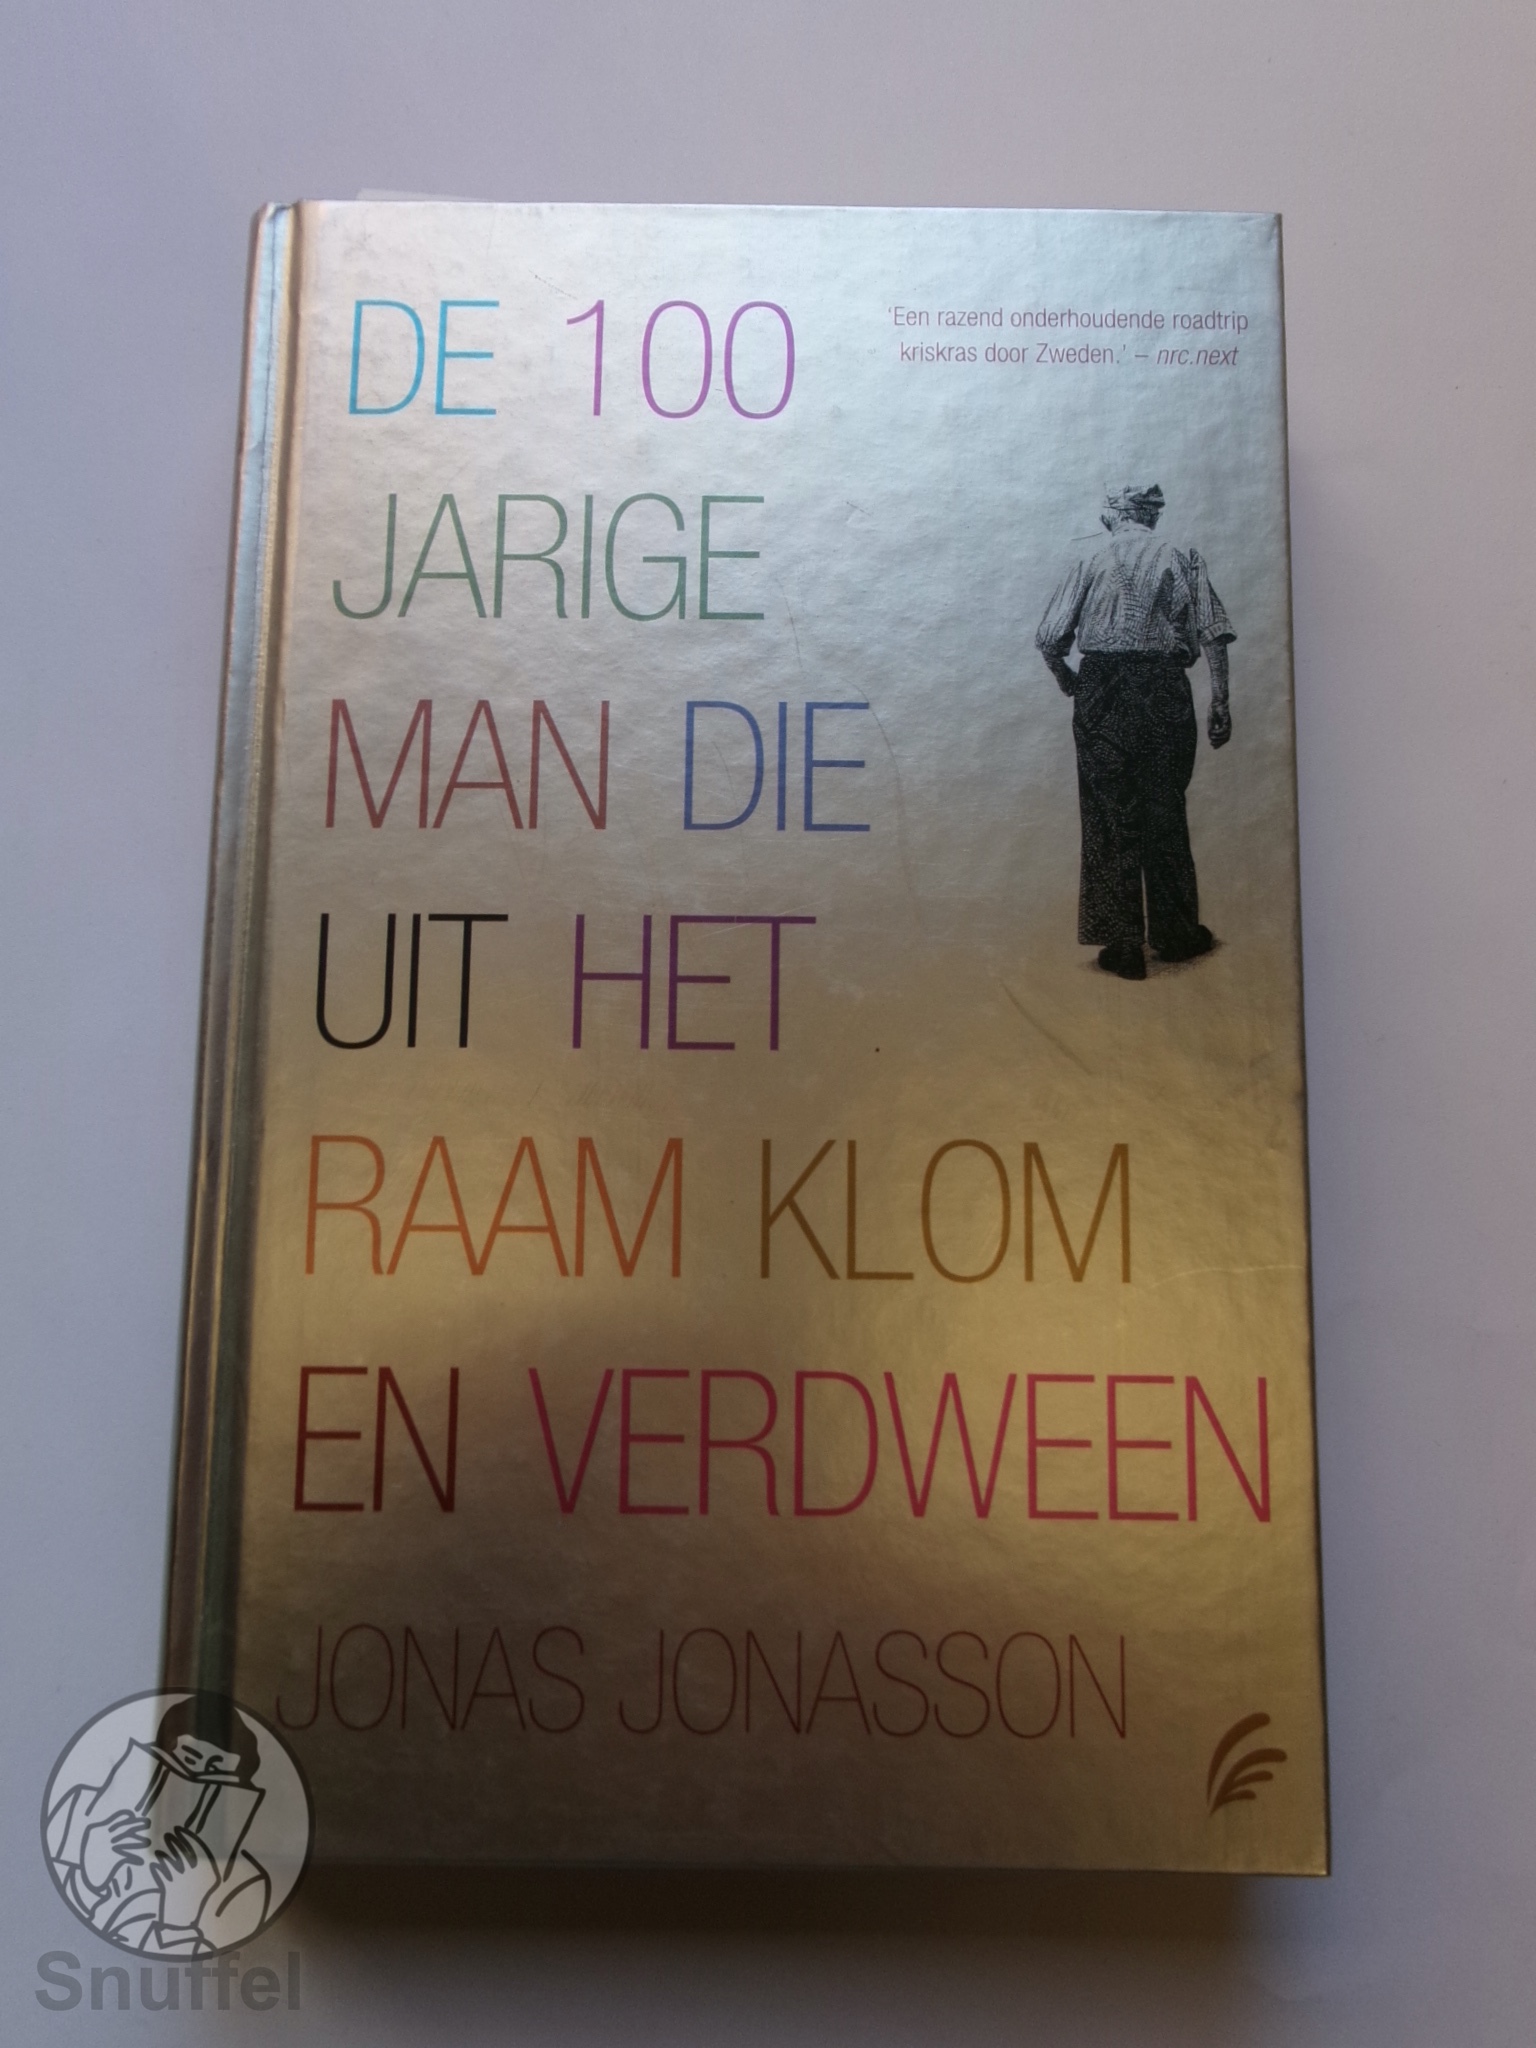 DE 100
JARIGE
MAN DIE
UIT HET
RAAM KLOM
EN VERDWEEN
JONAS JONASSON
‘Een razend onderhoudende roadtrip
kriskras door Zweden.’ – nrc.next
Snuffel